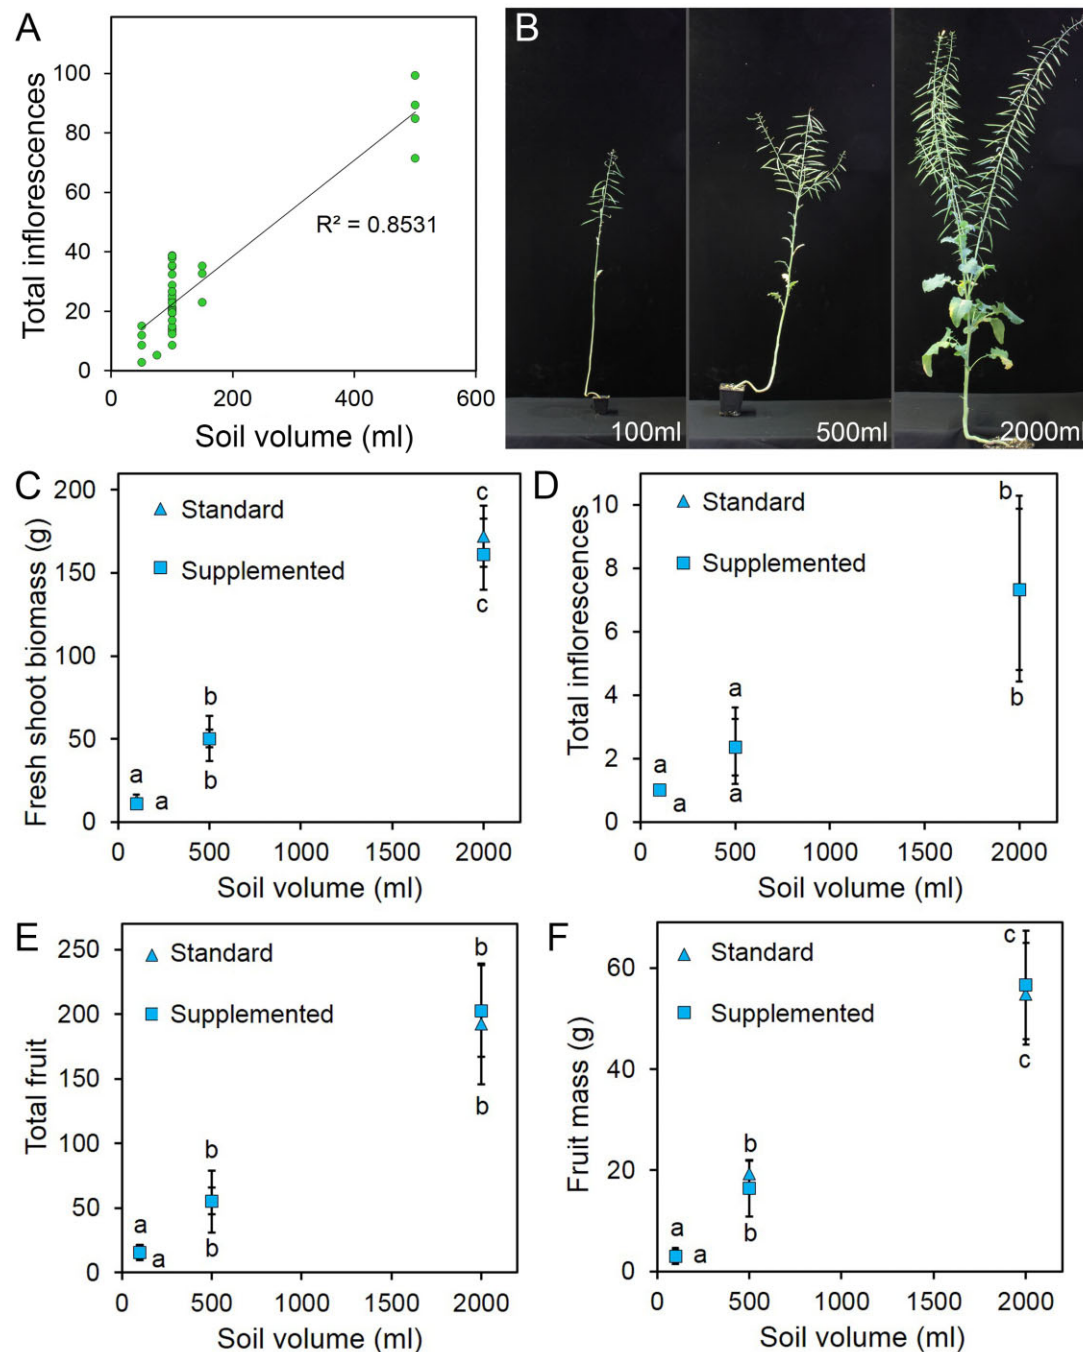 A
Total inflorescences
100
80
60
40
20
0
R² = 0.8531
0 200 400 600
Soil volume (ml)
B
100ml 500ml 2000ml
C
Fresh shoot biomass (g)
200
150
100
50
0
Standard
Supplemented
c
c
b
b
a
a
0 500 1000 1500 2000
Soil volume (ml)
D
Total inflorescences
10
8
6
4
2
0
Standard
Supplemented
b
b
a
a
a
a
0 500 1000 1500 2000
Soil volume (ml)
E
Total fruit
250
200
150
100
50
0
Standard
Supplemented
b
b
b
b
a
a
0 500 1000 1500 2000
Soil volume (ml)
F
Fruit mass (g)
60
40
20
0
Standard
Supplemented
c
c
b
b
a
a
0 500 1000 1500 2000
Soil volume (ml)